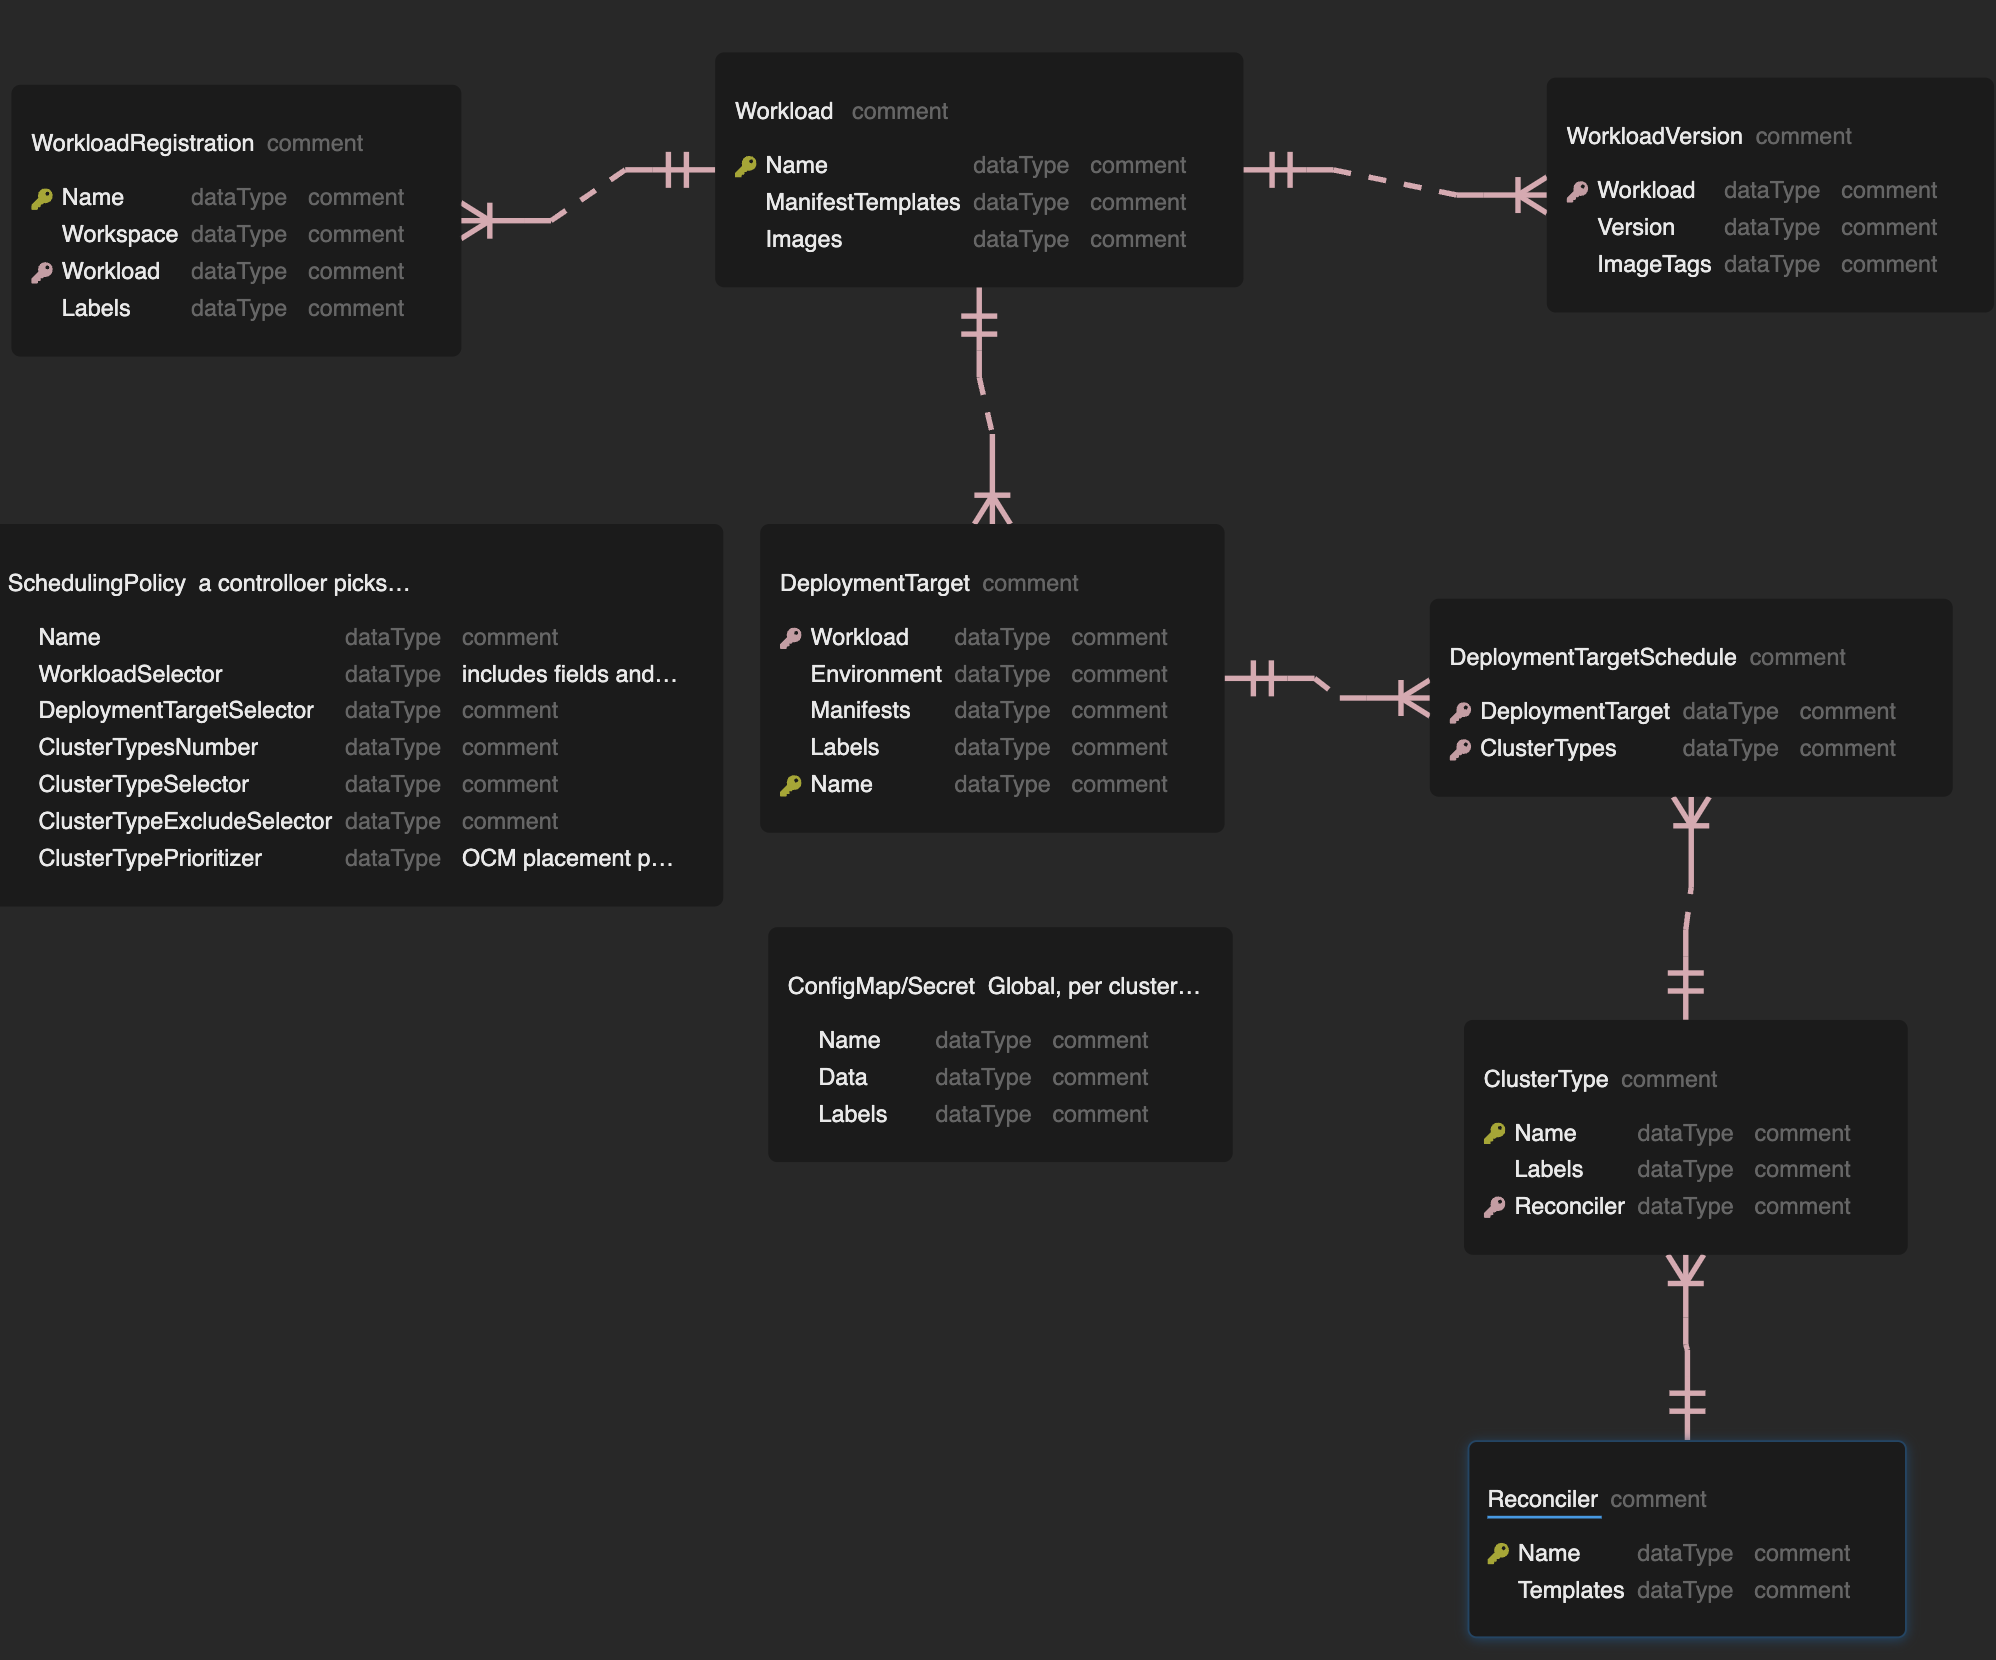 WorkloadRegistration comment
Name dataType comment
Workspace dataType comment
Workload dataType comment
Labels dataType comment
Workload comment
Name dataType comment
ManifestTemplates dataType comment
Images dataType comment
WorkloadVersion comment
Workload dataType comment
Version dataType comment
ImageTags dataType comment
SchedulingPolicy a controlloer picks...
Name dataType comment
WorkloadSelector dataType includes fields and...
DeploymentTargetSelector dataType comment
ClusterTypesNumber dataType comment
ClusterTypeSelector dataType comment
ClusterTypeExcludeSelector dataType comment
ClusterTypePrioritizer dataType OCM placement p...
DeploymentTarget comment
Workload dataType comment
Environment dataType comment
Manifests dataType comment
Labels dataType comment
Name dataType comment
DeploymentTargetSchedule comment
DeploymentTarget dataType comment
ClusterTypes dataType comment
ConfigMap/Secret Global, per cluster...
Name dataType comment
Data dataType comment
Labels dataType comment
ClusterType comment
Name dataType comment
Labels dataType comment
Reconciler dataType comment
Reconciler comment
Name dataType comment
Templates dataType comment